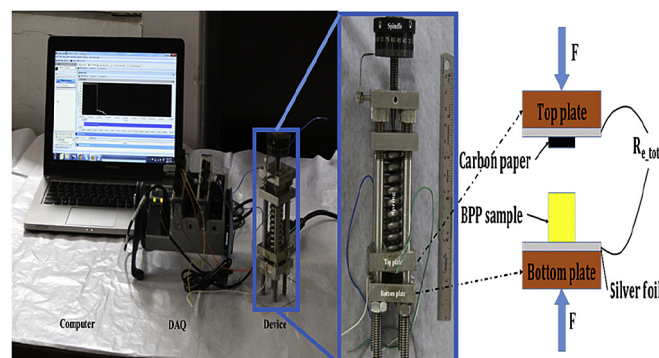 Computer
DAQ
Device
Spindle
Spring
Top plate
Bottom plate
F
Top plate
Carbon paper
R e_tot
BPP sample
Bottom plate
Silver foil
F